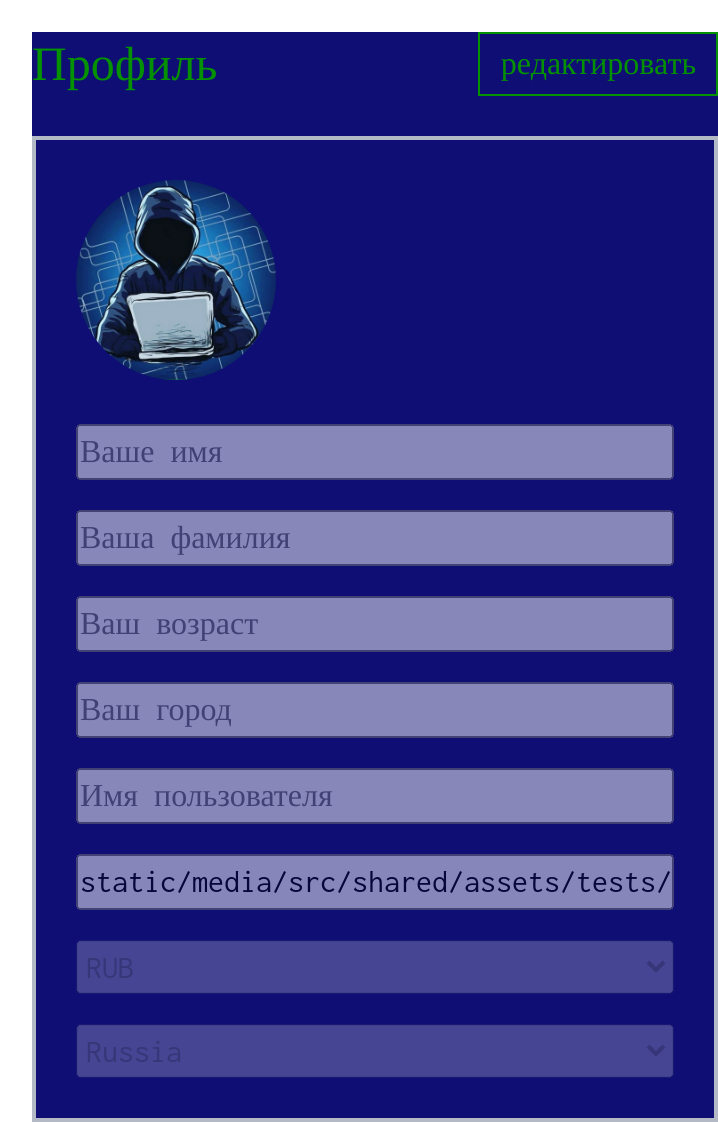 Профиль
редактировать
Ваше имя
Ваша фамилия
Ваш возраст
Ваш город
Имя пользователя
static/media/src/shared/assets/tests/
RUB
Russia